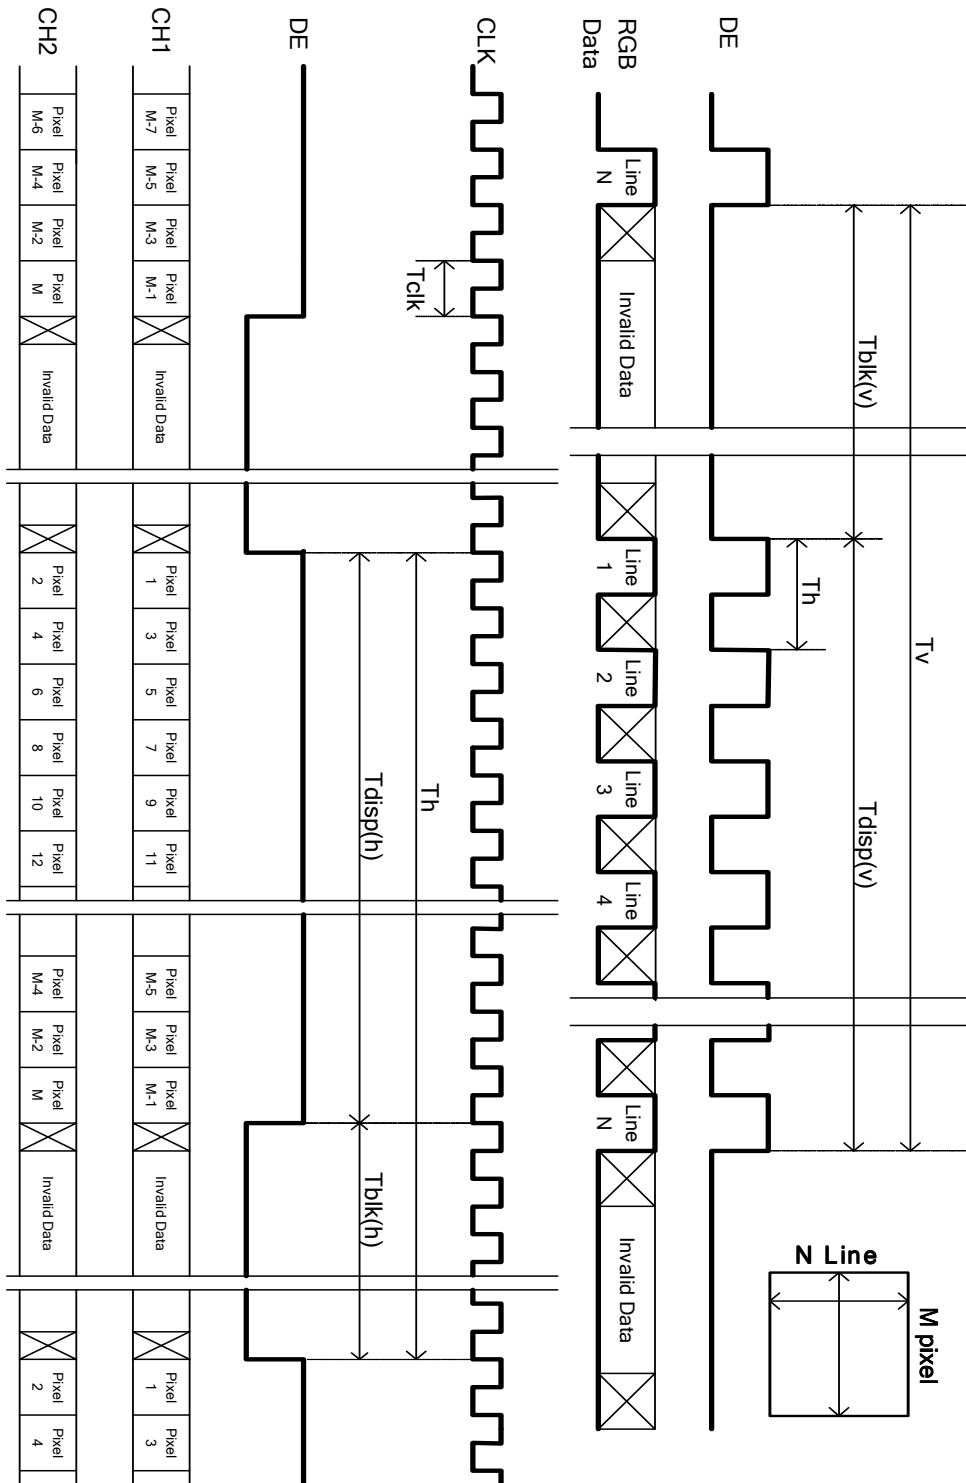 Tv
M pixel
Tblk(v) Tdisp(v)
N Line
Th
DE
RGB Line Line Line Line Line Line
Data N Invalid Data 1 2 3 4 N Invalid Data
CLK
Th
Tclk
Tdisp(h) Tblk(h)
DE
CH1
Pixel Pixel Pixel Pixel Pixel Pixel Pixel Pixel Pixel Pixel Pixel Pixel Pixel Pixel Pixel
M-7 M-5 M-3 M-1 Invalid Data 1 3 5 7 9 11 M-5 M-3 M-1 Invalid Data 1 3
CH2
Pixel Pixel Pixel Pixel Pixel Pixel Pixel Pixel Pixel Pixel Pixel Pixel Pixel Pixel Pixel
M-6 M-4 M-2 M Invalid Data 2 4 6 8 10 12 M-4 M-2 M Invalid Data 2 4